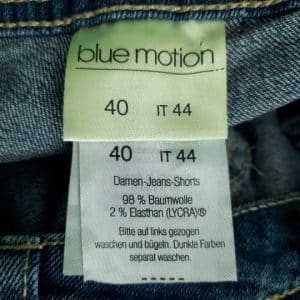 blue motion
40 IT 44
40 IT 44
Damen-Jeans-Shorts
98 % Baumwolle
2 % Elasthan (LYCRA)®
Bitte auf links gezogen
waschen und bügeln. Dunkle Farben
separat waschen.